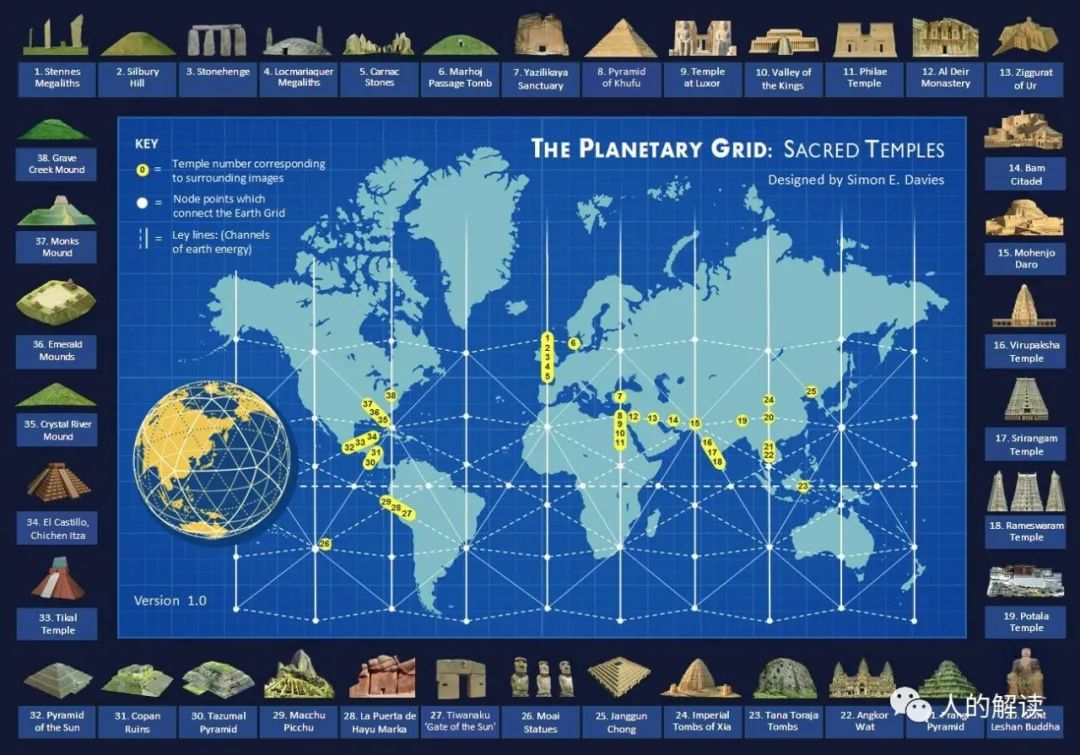 1. Stennes
Megaliths
2. Silbury
Hill
3. Stonehenge
4. Locmariaquer
Megaliths
5. Carnac
Stones
6. Marhoj
Passage Tomb
7. Yazilikaya
Sanctuary
8. Pyramid
of Khufu
9. Temple
at Luxor
10. Valley of
the Kings
11. Philae
Temple
12. Al Deir
Monastery
13. Ziggurat
of Ur
38. Grave
Creek Mound
37. Monks
Mound
36. Emerald
Mounds
35. Crystal River
Mound
34. El Castillo,
Chichen Itza
33. Tikal
Temple
KEY
0 = Temple number corresponding
to surrounding images
= Node points which
connect the Earth Grid
= Ley lines: (Channels
of earth energy)
THE PLANETARY GRID: SACRED TEMPLES
Designed by Simon E. Davies
1
2
3
4
5
6
7
8
9
10
11
12
13
14
15
16
17
18
19
20
21
22
23
24
25
26
27
28
29
30
31
32
33
34
35
36
37
38
Version 1.0
14. Bam
Citadel
15. Mohenjo
Daro
16. Virupaksha
Temple
17. Srirangam
Temple
18. Rameswaram
Temple
19. Potala
Temple
32. Pyramid
of the Sun
31. Copan
Ruins
30. Tazumal
Pyramid
29. Macchu
Picchu
28. La Puerta de
Hayu Marka
27. Tiwanaku
'Gate of the Sun'
26. Moai
Statues
25. Janggun
Chong
24. Imperial
Tombs of Xia
23. Tana Toraja
Tombs
22. Angkor
Wat
Pyramid
Leshan Buddha
人的解读